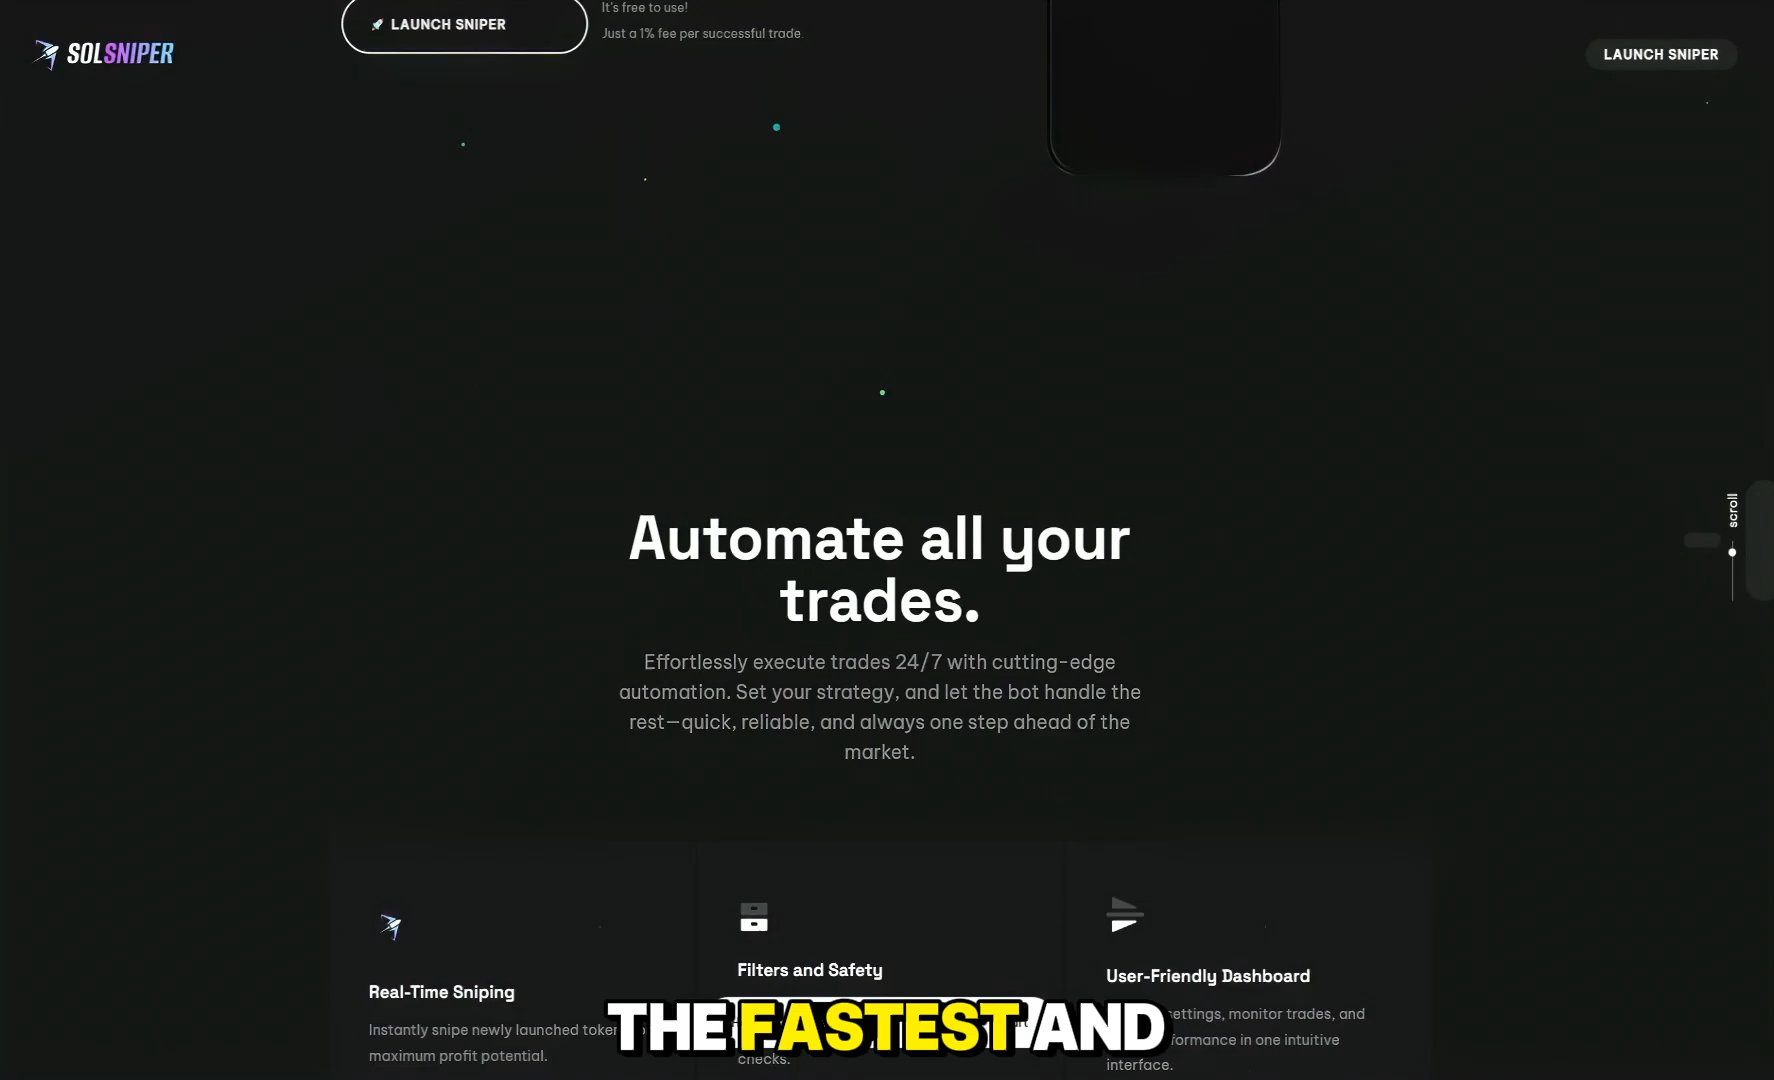 It's free to use!
🚀 LAUNCH SNIPER
Just a 1% fee per successful trade.
SOLSNIPER
LAUNCH SNIPER
scroll
Automate all your
trades.
Effortlessly execute trades 24/7 with cutting-edge
automation. Set your strategy, and let the bot handle the
rest—quick, reliable, and always one step ahead of the
market.
Real-Time Sniping
Instantly snipe newly launched
maximum profit potential.
Filters and Safety
checks.
User-Friendly Dashboard
settings, monitor trades, and
in one intuitive
interface.
THE FASTEST AND